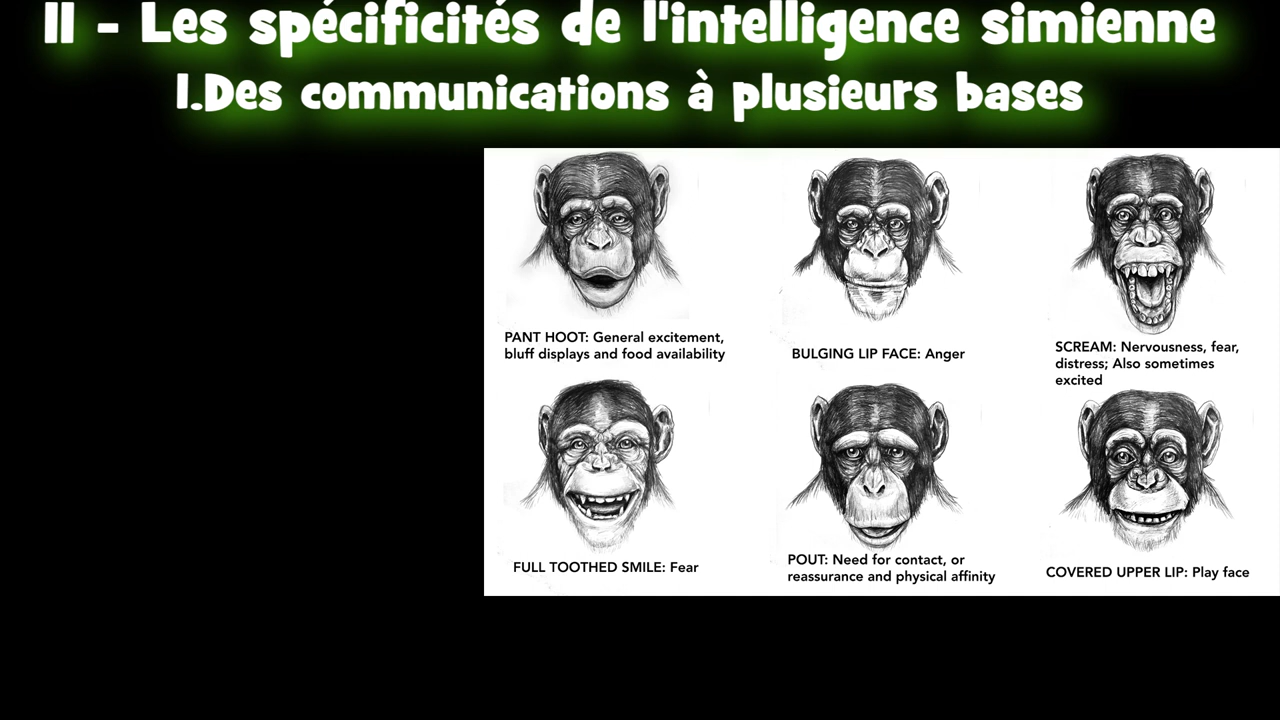 II - Les spécificités de l'intelligence simienne
1.Des communications à plusieurs bases
PANT HOOT: General excitement,
bluff displays and food availability
BULGING LIP FACE: Anger
SCREAM: Nervousness, fear,
distress; Also sometimes
excited
FULL TOOTHED SMILE: Fear
POUT: Need for contact, or
reassurance and physical affinity
COVERED UPPER LIP: Play face